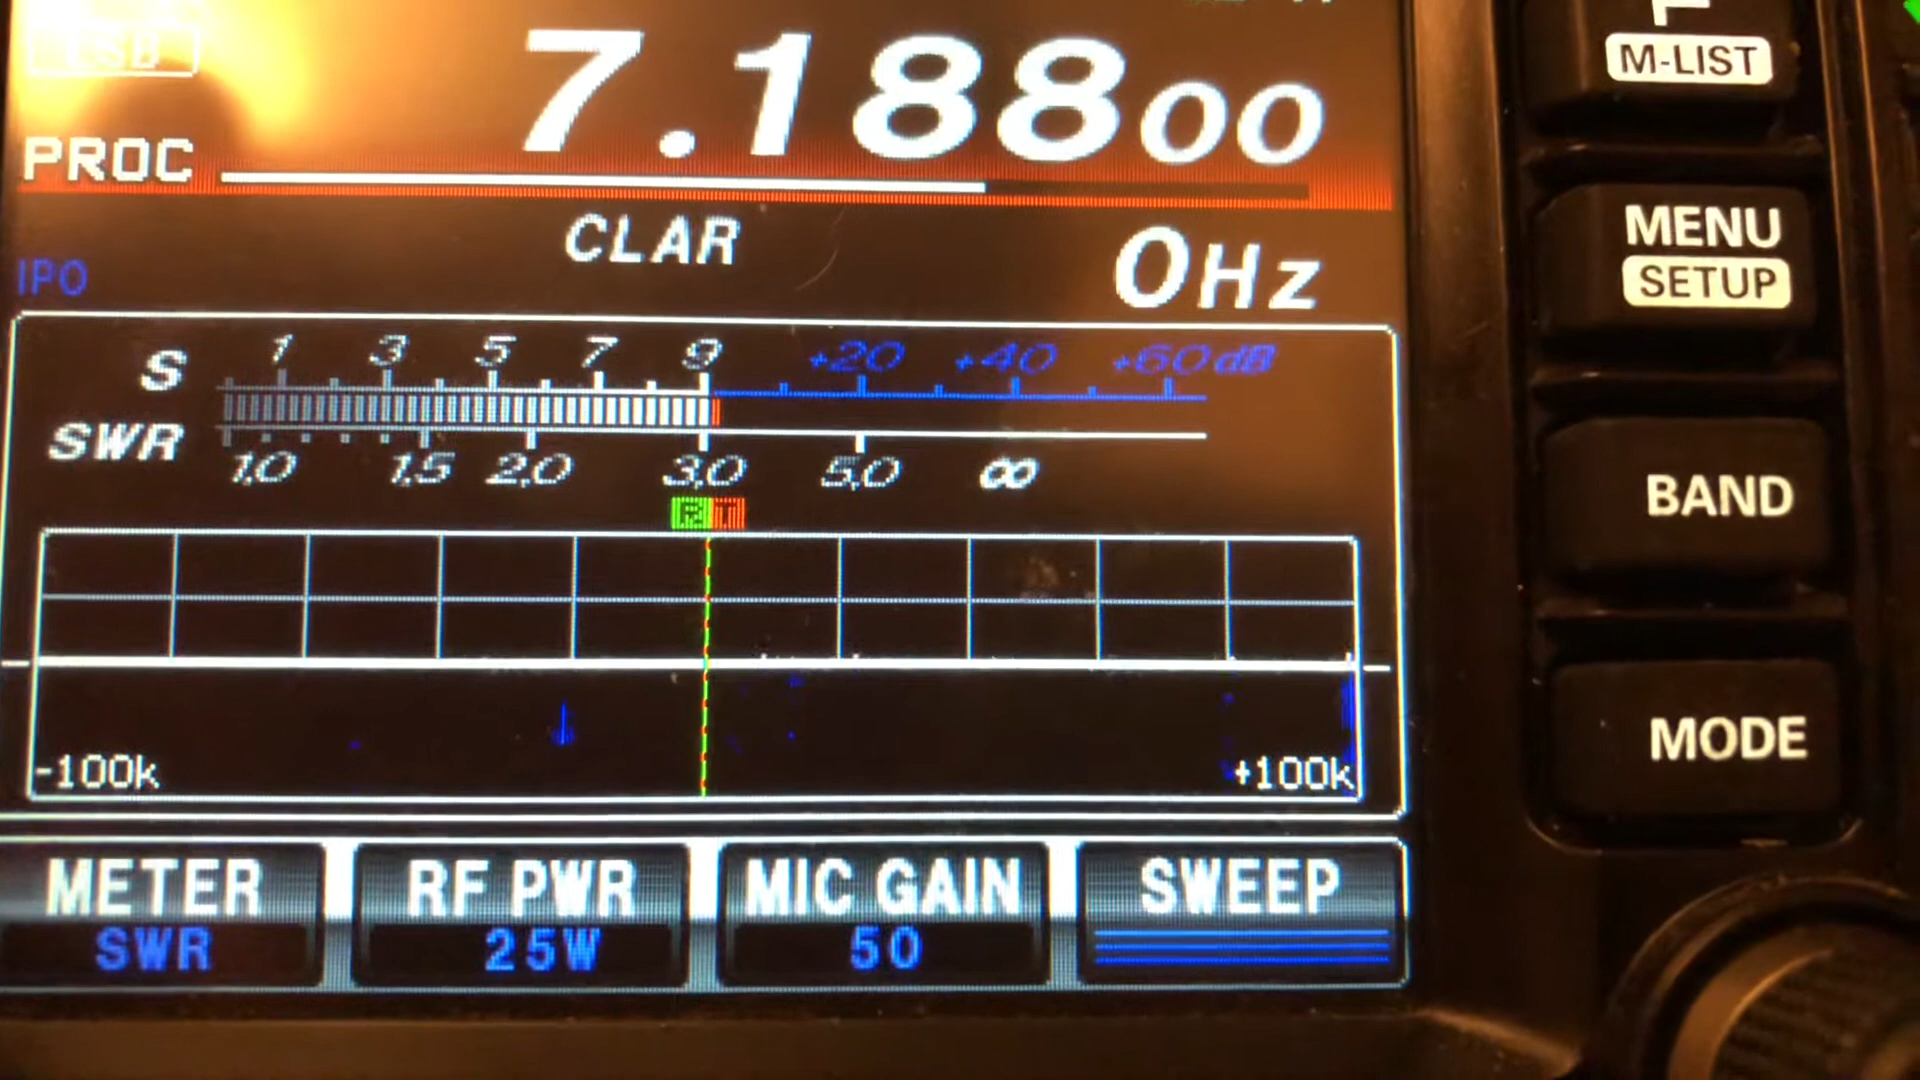 LSB
7.18800
M-LIST
PROC
CLAR
0Hz
MENU
SETUP
IPO
S 1 3 5 7 9 +20 +40 +60dB
SWR
1.0 1.5 2.0 3.0 5.0 ∞
R T
BAND
MODE
-100k +100k
METER RF PWR MIC GAIN SWEEP
SWR 25W 50